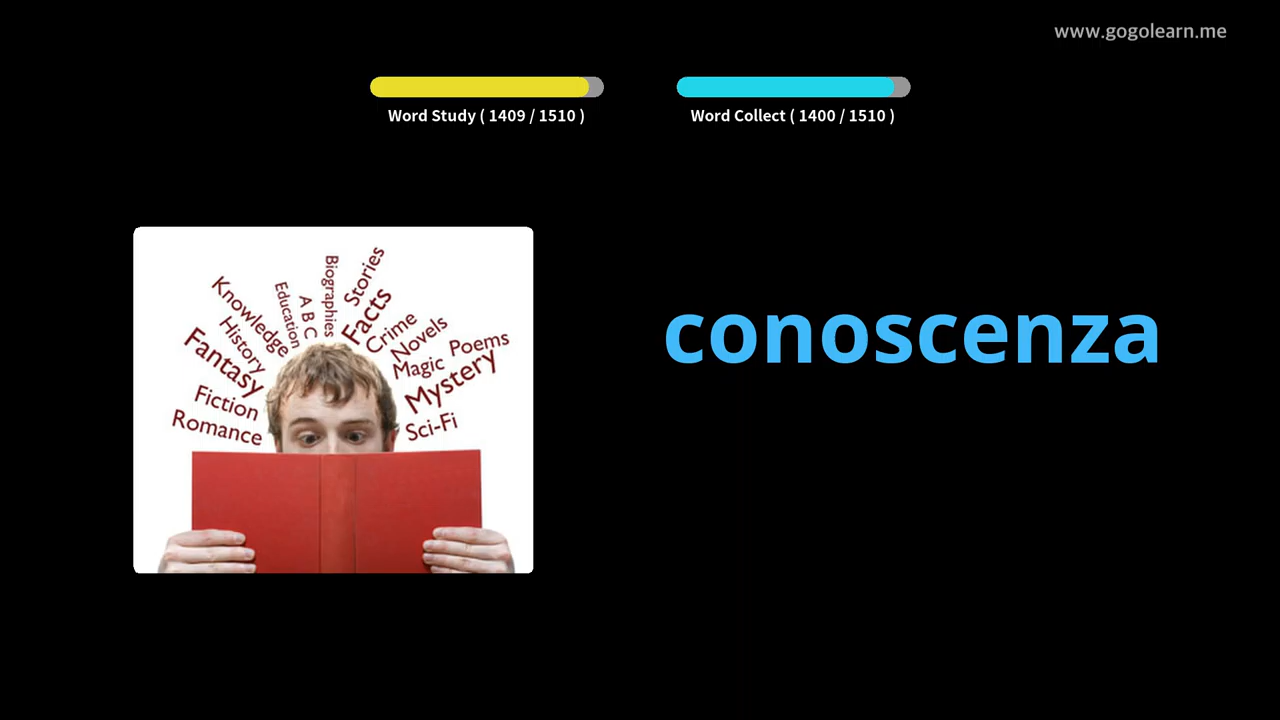 www.gogolearn.me
Word Study ( 1409 / 1510 )
Word Collect ( 1400 / 1510 )
Romance
Fiction
Fantasy
History
Knowledge
Education
A B C
Biographies
Stories
Facts
Crime
Novels
Magic
Poems
Mystery
Sci-Fi
conoscenza